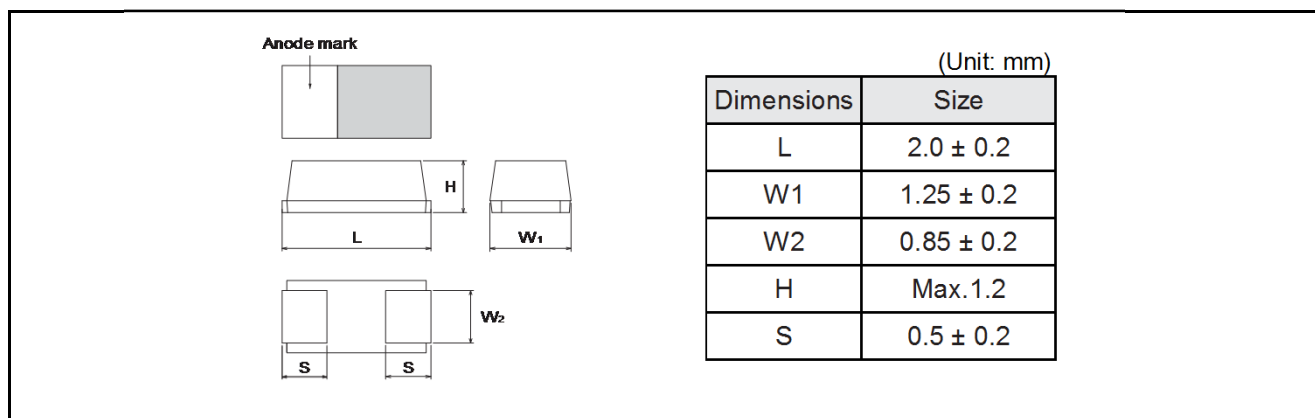 Anode mark
H
L
W₁
W₂
S
S
(Unit: mm)
Dimensions Size
L 2.0 ± 0.2
W1 1.25 ± 0.2
W2 0.85 ± 0.2
H Max.1.2
S 0.5 ± 0.2